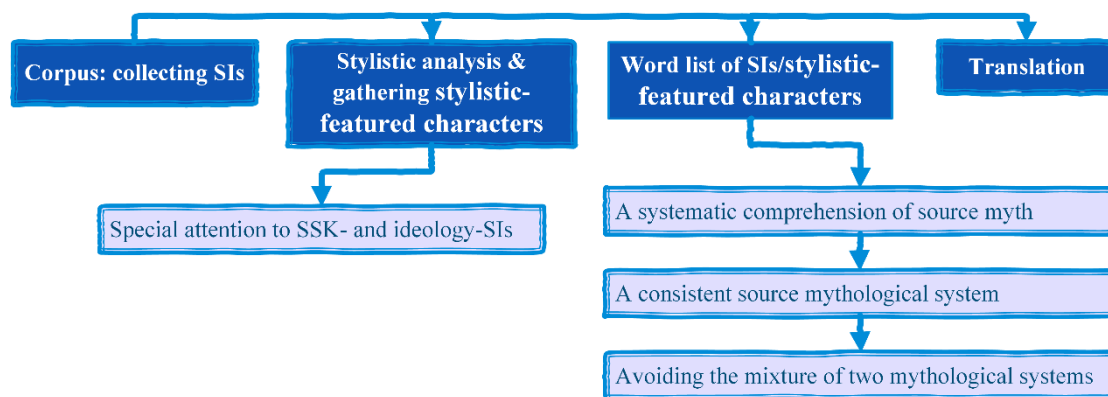 Corpus: collecting SIs
Stylistic analysis &
gathering stylistic-
featured characters
Word list of SIs/stylistic-
featured characters
Translation
Special attention to SSK- and ideology-SIs
A systematic comprehension of source myth
A consistent source mythological system
Avoiding the mixture of two mythological systems